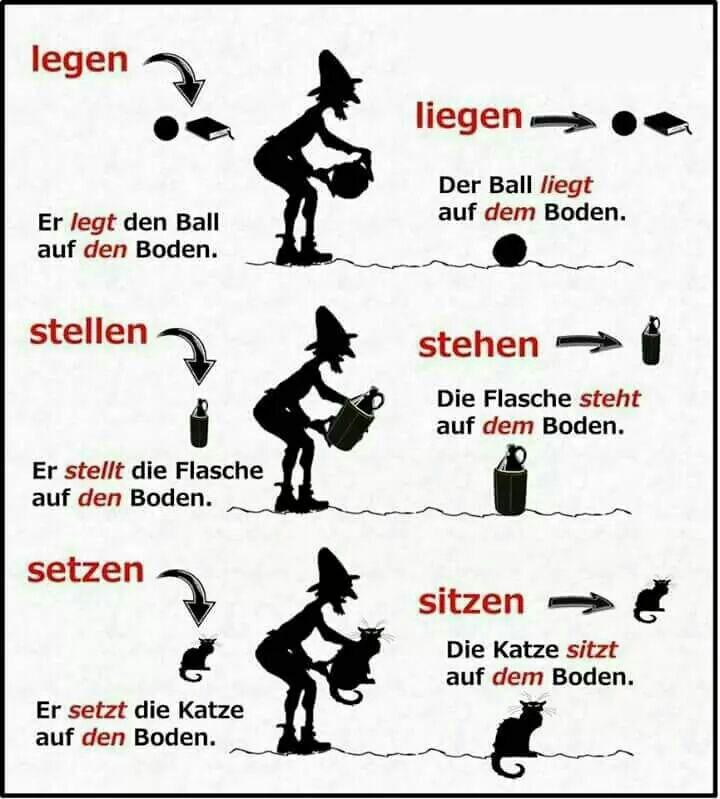 legen
Er legt den Ball
auf den Boden.
liegen
Der Ball liegt
auf dem Boden.
stellen
Er stellt die Flasche
auf den Boden.
stehen
Die Flasche steht
auf dem Boden.
setzen
Er setzt die Katze
auf den Boden.
sitzen
Die Katze sitzt
auf dem Boden.